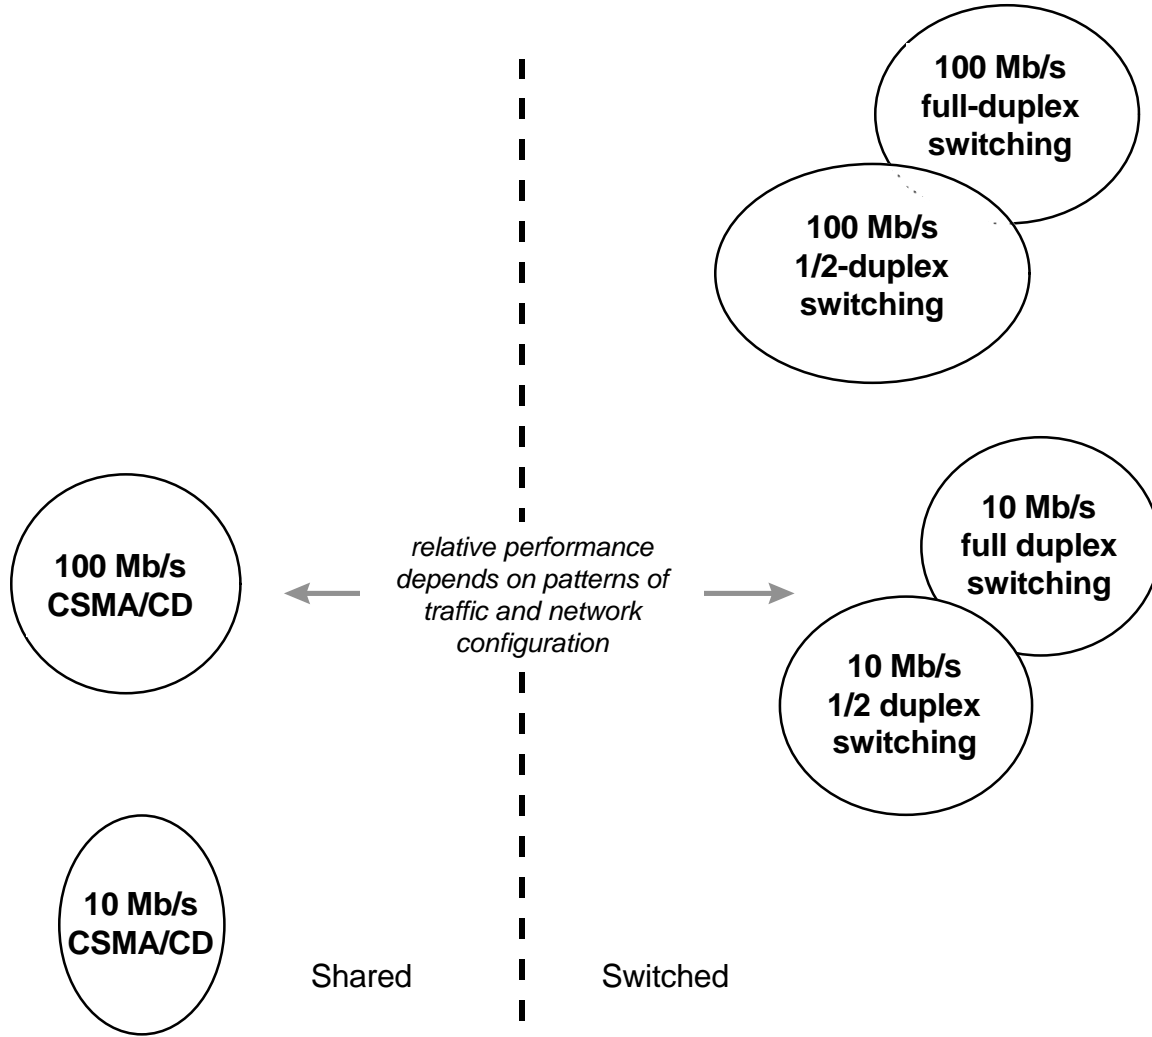 100 Mb/s
full-duplex
switching
100 Mb/s
1/2-duplex
switching
100 Mb/s
CSMA/CD
relative performance
depends on patterns of
traffic and network
configuration
10 Mb/s
full duplex
switching
10 Mb/s
1/2 duplex
switching
10 Mb/s
CSMA/CD
Shared
Switched